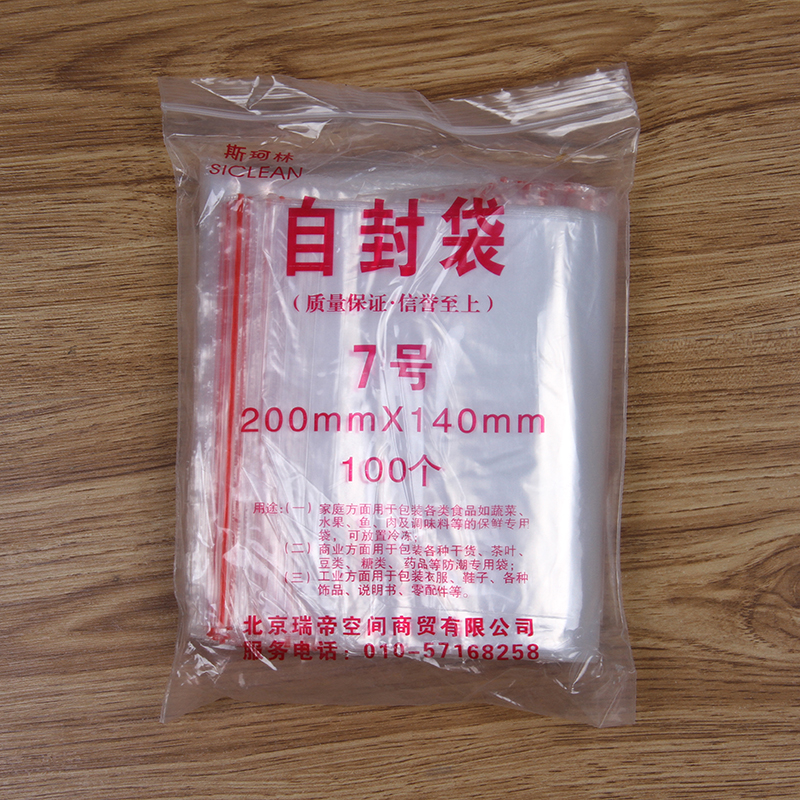 斯珂林
SICLEAN
自封袋
（质量保证·信誉至上）
7号
200mmX140mm
100个
用途:(一) 家庭方面用于包装各类食品如蔬菜、
水果、鱼、肉及调味料等的保鲜专用
袋，可放置冷冻;
(二) 商业方面用于包装各种干货、茶叶、
豆类、糖类、药品等防潮专用袋;
(三) 工业方面用于包装衣服、鞋子、各种
饰品、说明书、零配件等。
北京瑞帝空间商贸有限公司
服务电话：010-57168258